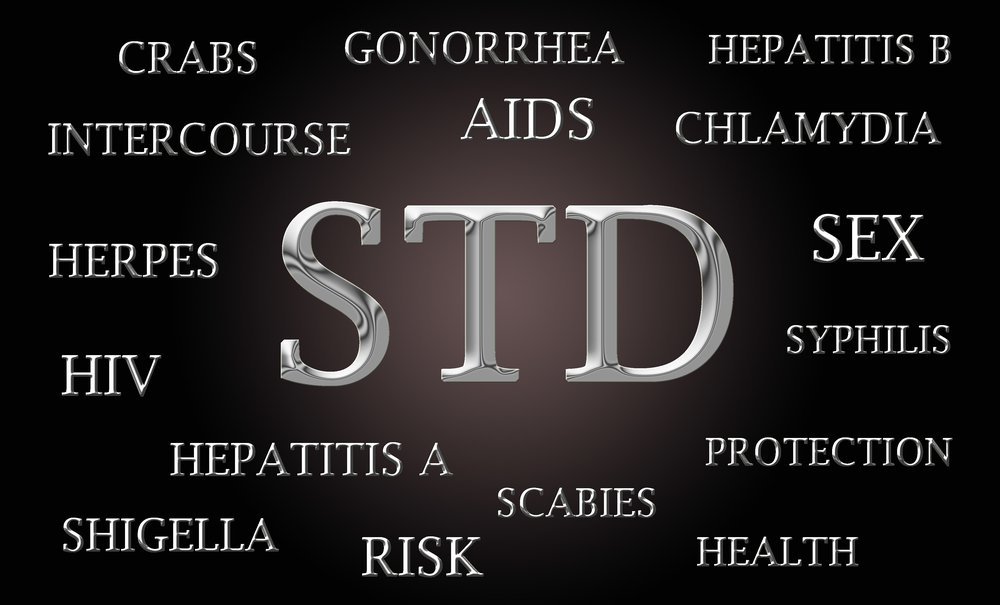 CRABS
GONORRHEA
HEPATITIS B
INTERCOURSE
AIDS
CHLAMYDIA
STD
HERPES
SEX
HIV
SYPHILIS
HEPATITIS A
PROTECTION
SCABIES
SHIGELLA
RISK
HEALTH